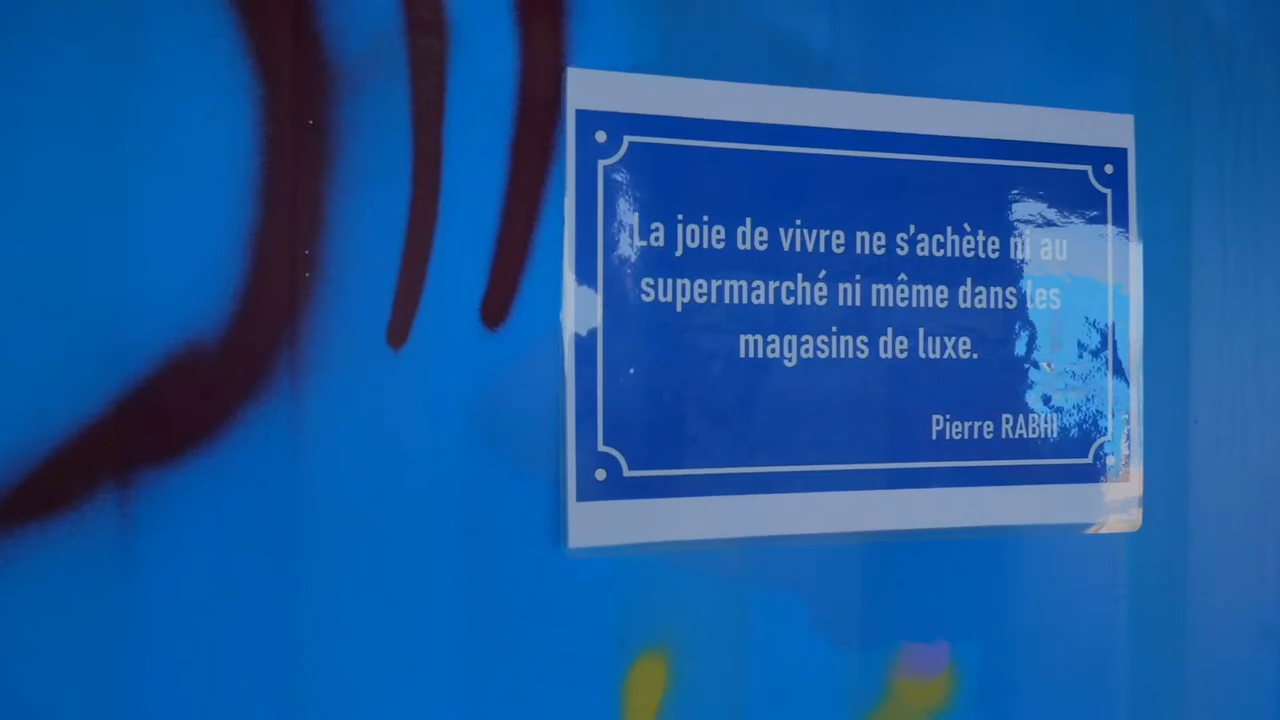 La joie de vivre ne s'achète ni au
supermarché ni même dans les
magasins de luxe.
Pierre RABHI